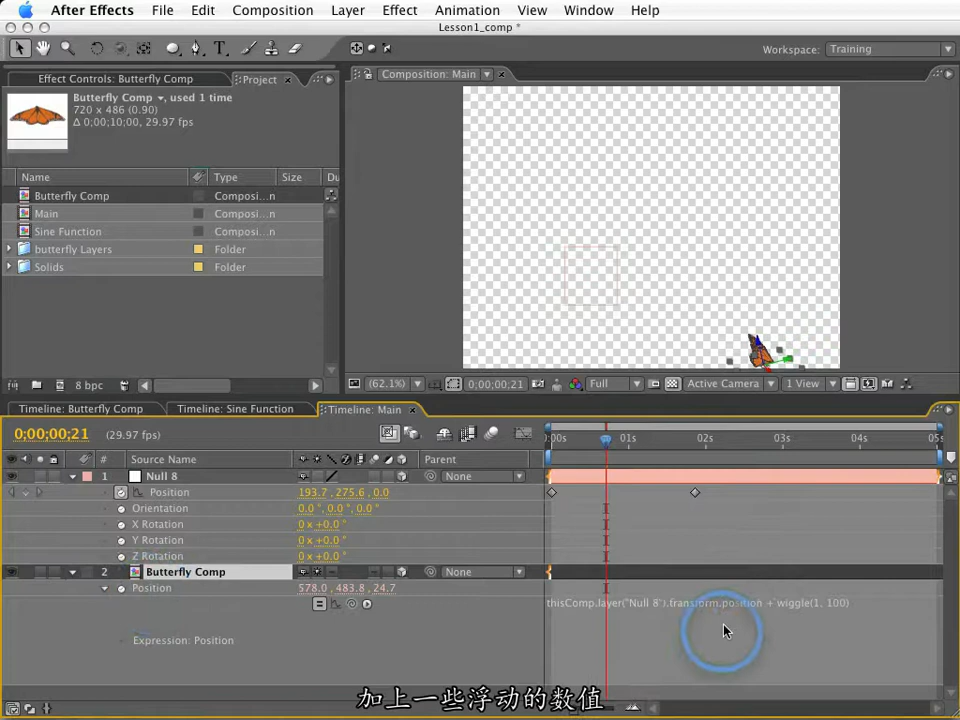 After Effects File Edit Composition Layer Effect Animation View Window Help
Lesson1_comp *
Workspace: Training
Effect Controls: Butterfly Comp Project Composition: Main
Butterfly Comp , used 1 time
720 x 486 (0.90)
Δ 0;00;10;00, 29.97 fps
Name Type Size Du
Butterfly Comp Composi...n
Main Composi...n
Sine Function Composi...n
butterfly Layers Folder
Solids Folder
8 bpc (62.1%) 0;00;00;21 Full Active Camera 1 View
Timeline: Butterfly Comp Timeline: Sine Function Timeline: Main
0;00;00;21 (29.97 fps) :00s 01s 02s 03s 04s 05s
# Source Name Parent
1 Null 8 None
Position 193.7 , 275.6 , 0.0
Orientation 0.0 °, 0.0 °, 0.0 °
X Rotation 0 x +0.0 °
Y Rotation 0 x +0.0 °
Z Rotation 0 x +0.0 °
2 Butterfly Comp None
Position 578.0 , 483.8 , 24.7
thisComp.layer("Null 8").transform.position + wiggle(1, 100)
Expression: Position
加上一些浮动的数值